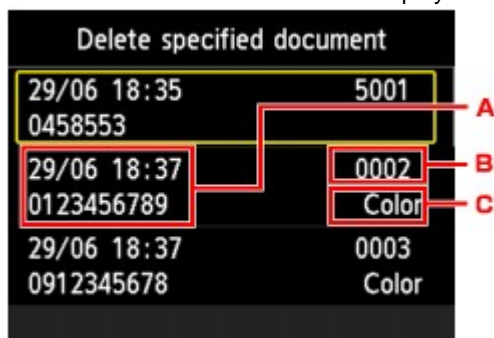 Delete specified document
29/06 18:35 5001
0458553
A
29/06 18:37 0002 B
0123456789 Color C
29/06 18:37 0003
0912345678 Color